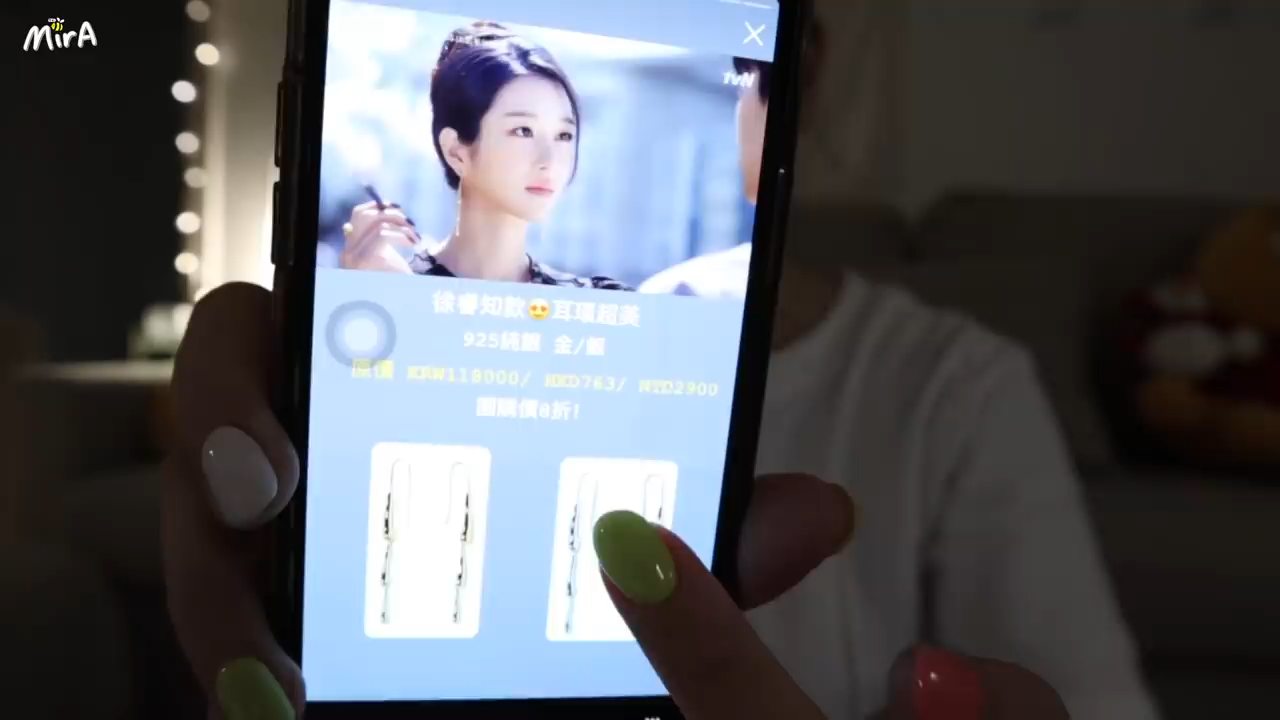 MirA
tvN
徐睿知款😍耳環超美
925純銀 金/銀
原價 KRW118000/ HKD763/ NTD2900
團購價8折!